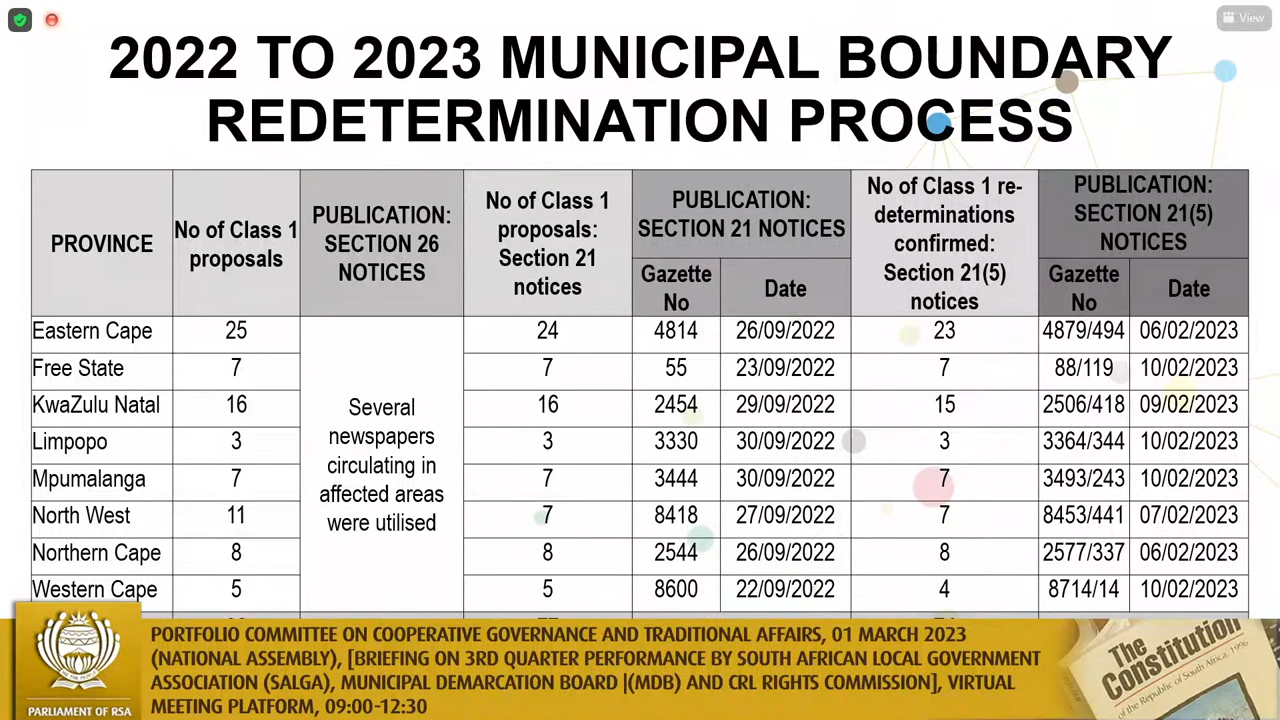 View
2022 TO 2023 MUNICIPAL BOUNDARY
REDETERMINATION PROCESS
PROVINCE
No of Class 1
proposals
PUBLICATION:
SECTION 26
NOTICES
No of Class 1
proposals:
Section 21
notices
PUBLICATION:
SECTION 21 NOTICES
Gazette
No
Date
No of Class 1 re-
determinations
confirmed:
Section 21(5)
notices
PUBLICATION:
SECTION 21(5)
NOTICES
Gazette
No
Date
Eastern Cape 25 24 4814 26/09/2022 23 4879/494 06/02/2023
Free State 7 7 55 23/09/2022 7 88/119 10/02/2023
KwaZulu Natal 16 16 2454 29/09/2022 15 2506/418 09/02/2023
Limpopo 3 3 3330 30/09/2022 3 3364/344 10/02/2023
Mpumalanga 7 7 3444 30/09/2022 7 3493/243 10/02/2023
North West 11 7 8418 27/09/2022 7 8453/441 07/02/2023
Northern Cape 8 8 2544 26/09/2022 8 2577/337 06/02/2023
Western Cape 5 5 8600 22/09/2022 4 8714/14 10/02/2023
Several
newspapers
circulating in
affected areas
were utilised
PORTFOLIO COMMITTEE ON COOPERATIVE GOVERNANCE AND TRADITIONAL AFFAIRS, 01 MARCH 2023
(NATIONAL ASSEMBLY), [BRIEFING ON 3RD QUARTER PERFORMANCE BY SOUTH AFRICAN LOCAL GOVERNMENT
ASSOCIATION (SALGA), MUNICIPAL DEMARCATION BOARD |(MDB) AND CRL RIGHTS COMMISSION], VIRTUAL
MEETING PLATFORM, 09:00-12:30
PARLIAMENT OF RSA
The
Constitution
of the Republic of South Africa, 1996